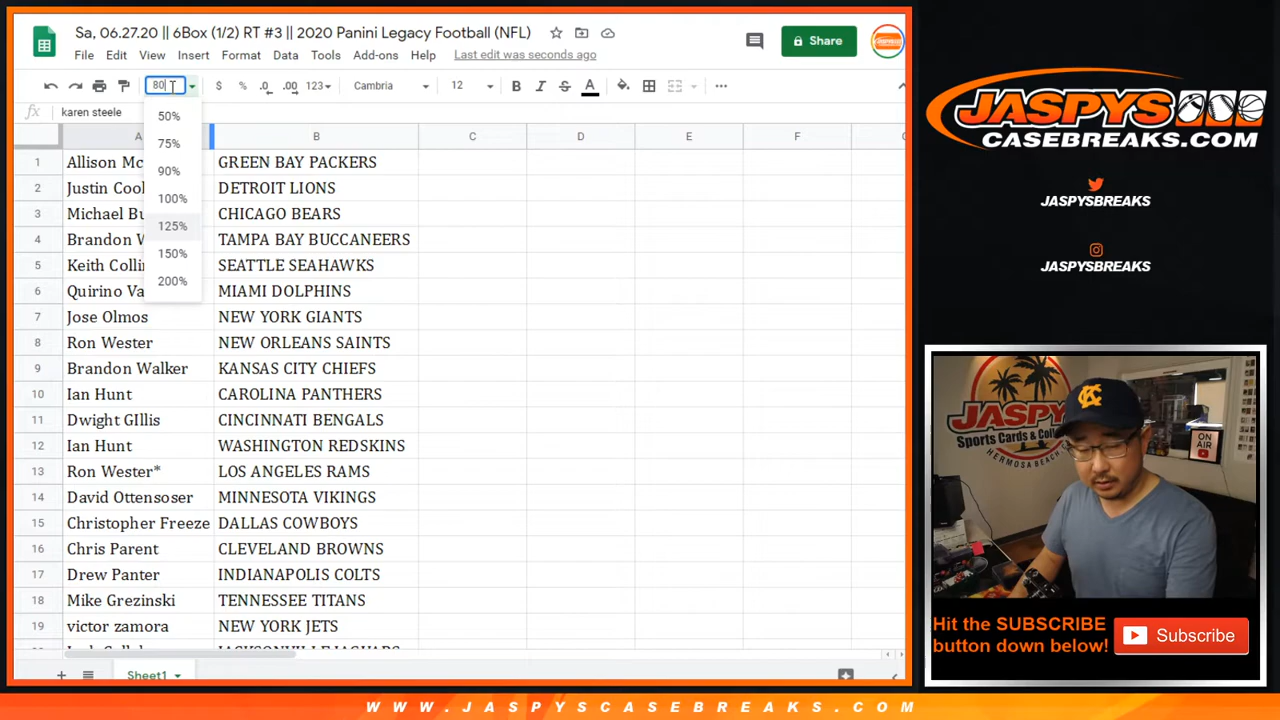 Sa, 06.27.20 || 6Box (1/2) RT #3 || 2020 Panini Legacy Football (NFL)
File Edit View Insert Format Data Tools Add-ons Help Last edit was seconds ago
Share
80 $ % .0 .00 123 Cambria 12 B I S A
fx karen steele
50%
75%
90%
100%
125%
150%
200%
A B C D E F
1 Allison Mc GREEN BAY PACKERS
2 Justin Cool DETROIT LIONS
3 Michael Bu CHICAGO BEARS
4 Brandon W TAMPA BAY BUCCANEERS
5 Keith Collin SEATTLE SEAHAWKS
6 Quirino Va MIAMI DOLPHINS
7 Jose Olmos NEW YORK GIANTS
8 Ron Wester NEW ORLEANS SAINTS
9 Brandon Walker KANSAS CITY CHIEFS
10 Ian Hunt CAROLINA PANTHERS
11 Dwight GIllis CINCINNATI BENGALS
12 Ian Hunt WASHINGTON REDSKINS
13 Ron Wester* LOS ANGELES RAMS
14 David Ottensoser MINNESOTA VIKINGS
15 Christopher Freeze DALLAS COWBOYS
16 Chris Parent CLEVELAND BROWNS
17 Drew Panter INDIANAPOLIS COLTS
18 Mike Grezinski TENNESSEE TITANS
19 victor zamora NEW YORK JETS
JACKSONVILLE JAGUARS
Sheet1
JASPYS
CASEBREAKS.COM
JASPYSBREAKS
JASPYSBREAKS
JASPY
Sports Cards & Coll
HERMOSA BEACH
ON AIR
KC
Hit the SUBSCRIBE
button down below!
Subscribe
WWW.JASPYSCASEBREAKS.COM